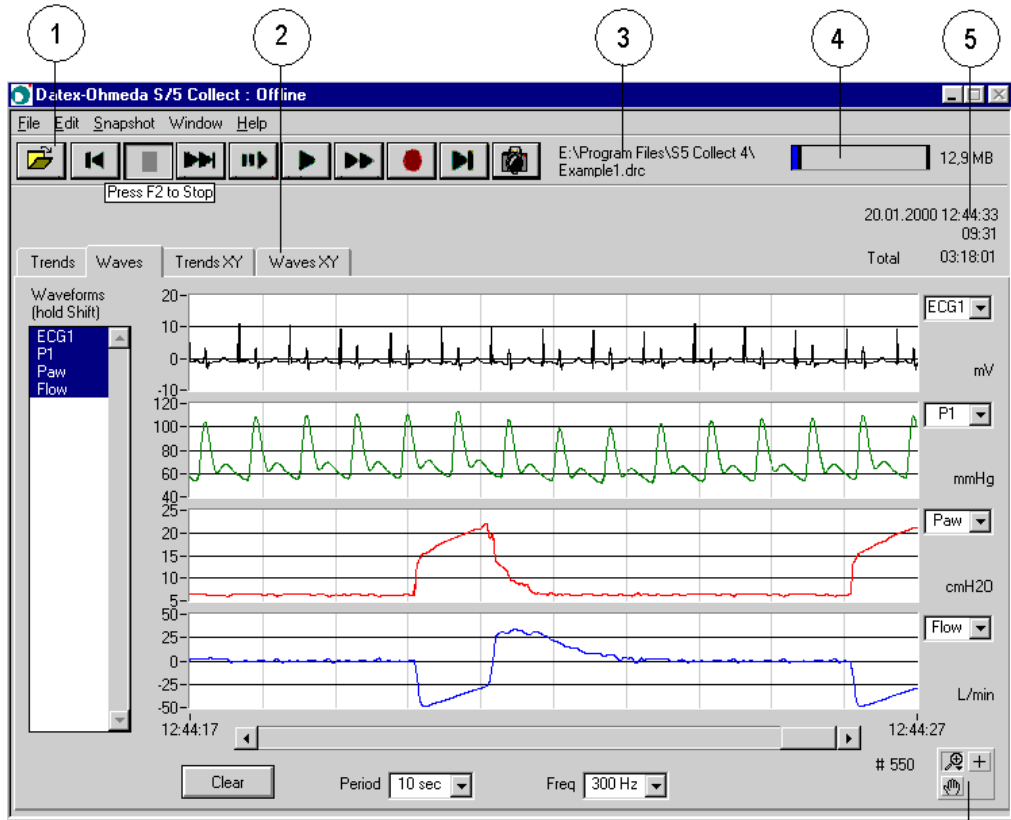 1 2 3 4 5
Datex-Ohmeda S/5 Collect : Offline
File Edit Snapshot Window Help
E:\Program Files\S5 Collect 4\
Example1.drc
12,9 MB
Press F2 to Stop
20.01.2000 12:44:33
09:31
Total 03:18:01
Trends Waves Trends XY Waves XY
Waveforms
(hold Shift)
ECG1
P1
Paw
Flow
20
10
0
-10
ECG1
mV
120
100
80
60
40
P1
mmHg
25
20
15
10
5
Paw
cmH2O
50
25
0
-25
-50
Flow
L/min
12:44:17 12:44:27
# 550
Clear Period 10 sec Freq 300 Hz